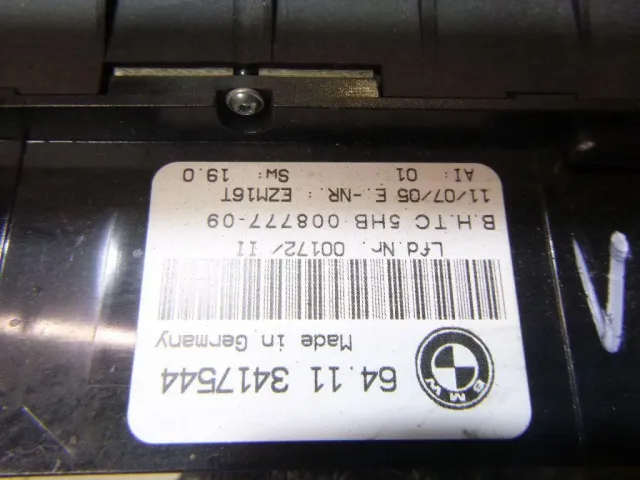 BMW
64.11 3417544
Made in Germany
Lfd.Nr. 00172/ II
B.H.TC 5HB 008777-09
11/07/05 E.-NR.: EZM16T
AI: 01 Sw: 19.0
V